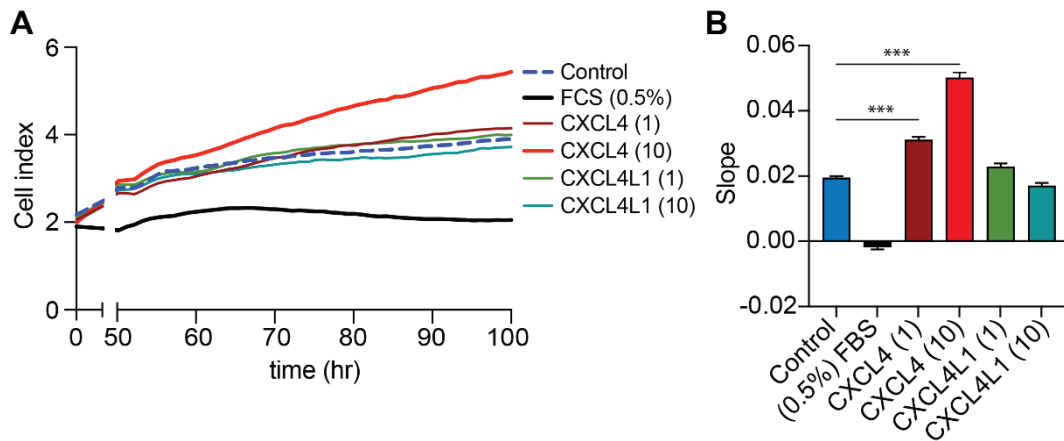 A
Cell index
6
4
2
0
0
50
60
70
80
90
100
time (hr)
Control
FCS (0.5%)
CXCL4 (1)
CXCL4 (10)
CXCL4L1 (1)
CXCL4L1 (10)
B
Slope
0.06
0.04
0.02
0.00
-0.02
***
***
Control
(0.5%) FBS
CXCL4 (1)
CXCL4 (10)
CXCL4L1 (1)
CXCL4L1 (10)